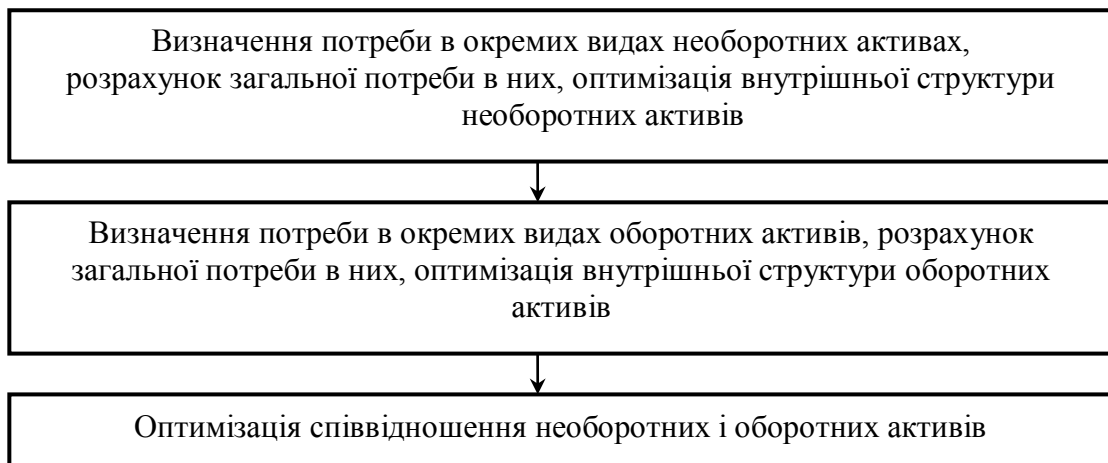 Визначення потреби в окремих видах необоротних активах,
розрахунок загальної потреби в них, оптимізація внутрішньої структури
необоротних активів
Визначення потреби в окремих видах оборотних активів, розрахунок
загальної потреби в них, оптимізація внутрішньої структури оборотних
активів
Оптимізація співвідношення необоротних і оборотних активів